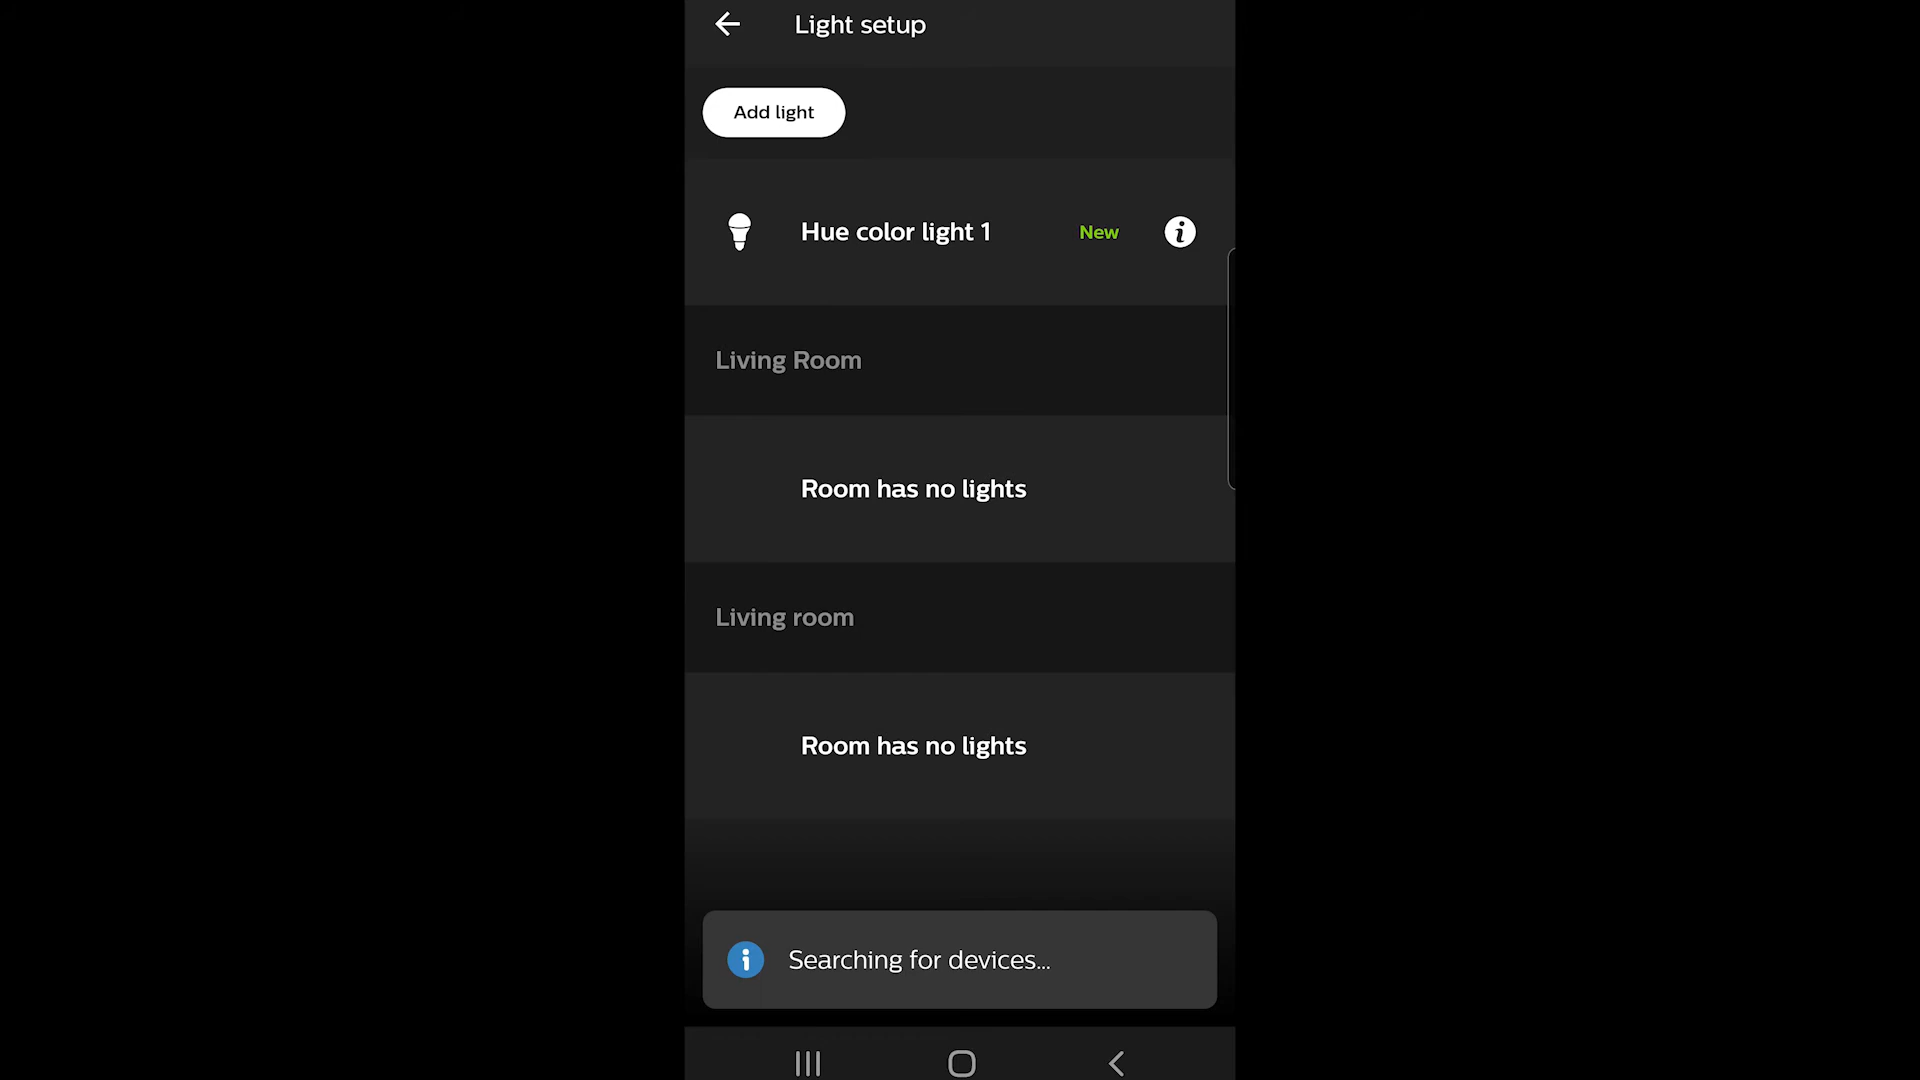 Light setup
Add light
Hue color light 1 New
Living Room
Room has no lights
Living room
Room has no lights
Searching for devices...